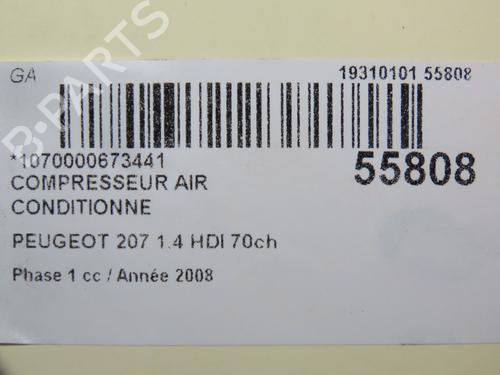 GA
19310101 55808
*1070000673441
55808
COMPRESSEUR AIR
CONDITIONNE
PEUGEOT 207 1.4 HDI 70ch
Phase 1 cc / Année 2008
B-PARTS